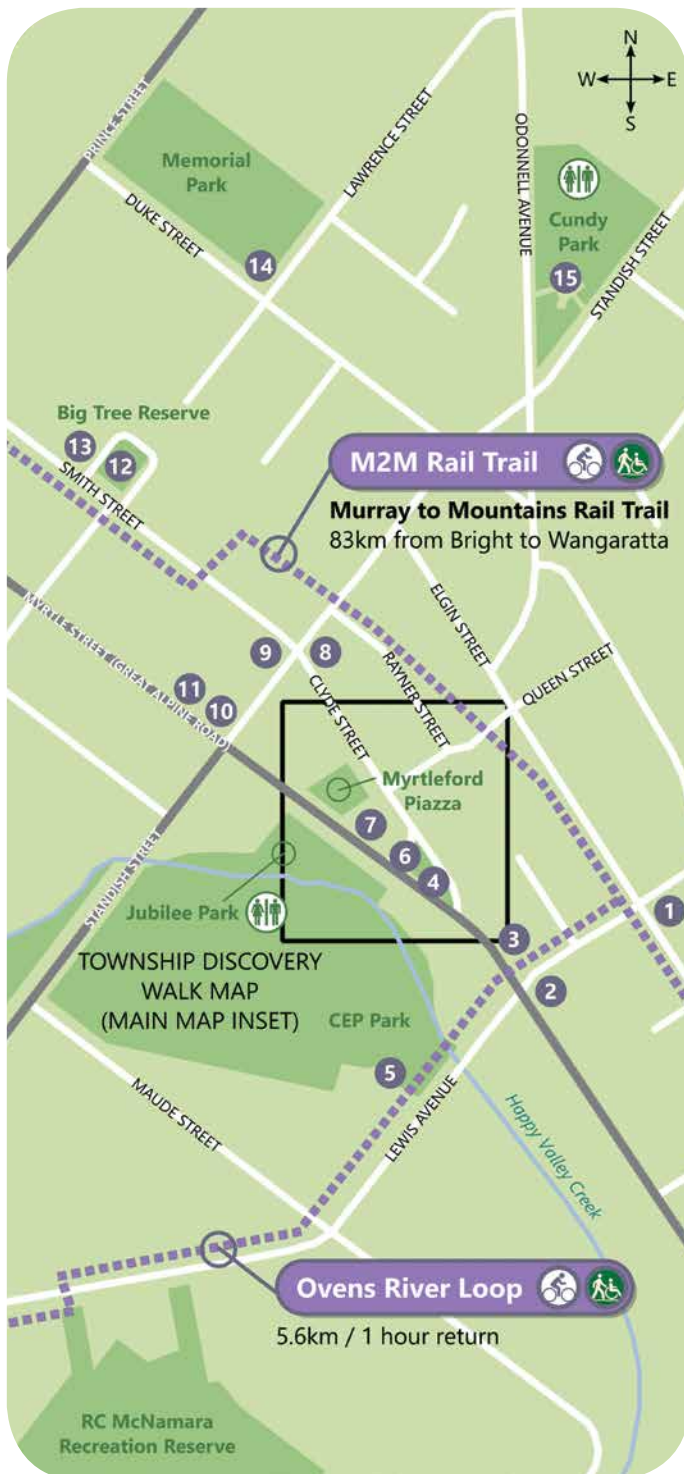 N
W E
S
PRINCE STREET
Memorial
Park
LAWRENCE STREET
ODONNELL AVENUE
Cundy
Park
DUKE STREET
14
15
STANDISH STREET
Big Tree Reserve
13
12
SMITH STREET
M2M Rail Trail
Murray to Mountains Rail Trail
83km from Bright to Wangaratta
MYRTLE STREET (GREAT ALPINE ROAD)
ELGIN STREET
9
8
RAYNER STREET
QUEEN STREET
CLYDE STREET
11
10
Myrtleford
Piazza
7
6
4
STANDISH STREET
Jubilee Park
1
3
TOWNSHIP DISCOVERY
WALK MAP
(MAIN MAP INSET)
2
CEP Park
5
MAUDE STREET
LEWIS AVENUE
Happy Valley Creek
Ovens River Loop
5.6km / 1 hour return
RC McNamara
Recreation Reserve